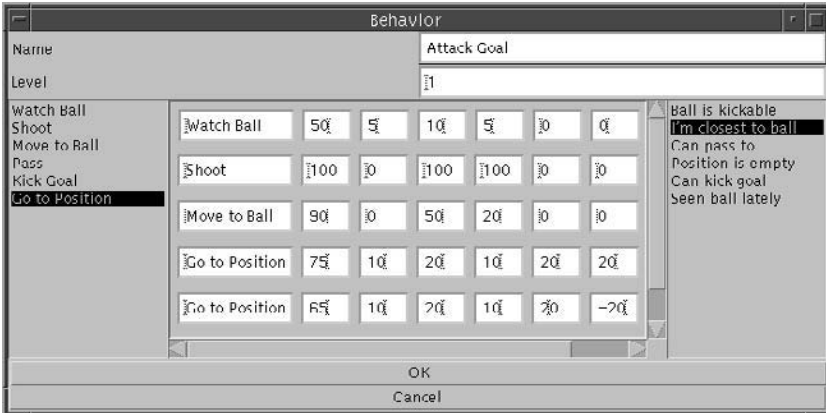 Behavior
Name
Attack Goal
Level
1
Watch Ball
Shoot
Move to Ball
Pass
Kick Goal
Go to Position
Watch Ball 50 5 10 5 0 0
Shoot 100 0 100 100 0 0
Move to Ball 90 0 50 20 0 0
Go to Position 75 10 20 10 20 20
Go to Position 65 10 20 10 20 -20
Ball is kickable
I'm closest to ball
Can pass to
Position is empty
Can kick goal
Seen ball lately
OK
Cancel